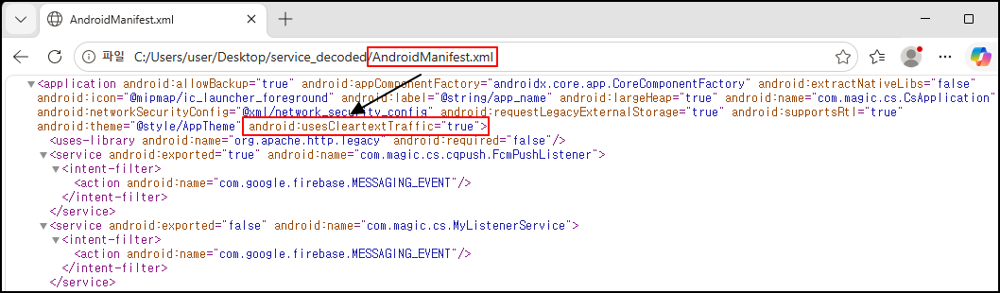 AndroidManifest.xml
파일 C:/Users/user/Desktop/service_decoded/AndroidManifest.xml
▼<application android:allowBackup="true" android:appComponentFactory="androidx.core.app.CoreComponentFactory" android:extractNativeLibs="false"
android:icon="@mipmap/ic_launcher_foreground" android:label="@string/app_name" android:largeHeap="true" android:name="com.magic.cs.CsApplication"
android:networkSecurityConfig="@xml/network_security_config" android:requestLegacyExternalStorage="true" android:supportsRtl="true"
android:theme="@style/AppTheme" android:usesCleartextTraffic="true">
<uses-library android:name="org.apache.http.legacy" android:required="false"/>
▼<service android:exported="true" android:name="com.magic.cs.cqpush.FcmPushListener">
▼<intent-filter>
<action android:name="com.google.firebase.MESSAGING_EVENT"/>
</intent-filter>
</service>
▼<service android:exported="false" android:name="com.magic.cs.MyListenerService">
▼<intent-filter>
<action android:name="com.google.firebase.MESSAGING_EVENT"/>
</intent-filter>
</service>